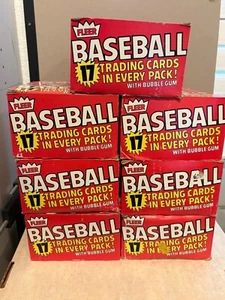 FLEER
BASEBALL
17 TRADING CARDS
IN EVERY PACK!
WITH BUBBLE GUM
FLEER
BASEBALL
17 TRADING CARDS
IN EVERY PACK!
WITH BUBBLE GUM
FLEER
BASEBALL
17 TRADING CARDS
IN EVERY PACK!
WITH BUBBLE GUM
FLEER
BASEBALL
17 TRADING CARDS
IN EVERY PACK!
WITH BUBBLE GUM
FLEER
BASEBALL
17 TRADING CARDS
IN EVERY PACK!
WITH BUBBLE GUM
FLEER
BASEBALL
17 TRADING CARDS
IN EVERY PACK!
WITH BUBBLE GUM
FLEER
BASEBALL
17 TRADING CARDS
IN EVERY PACK!
WITH BUBBLE GUM